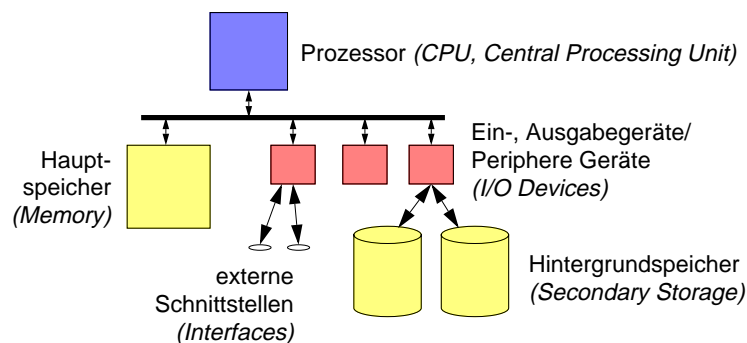 Prozessor (CPU, Central Processing Unit)
Haupt-
speicher
(Memory)
Ein-, Ausgabegeräte/
Periphere Geräte
(I/O Devices)
externe
Schnittstellen
(Interfaces)
Hintergrundspeicher
(Secondary Storage)